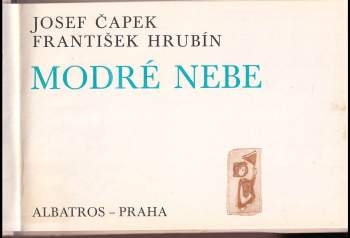 JOSEF ČAPEK
FRANTIŠEK HRUBÍN
MODRÉ NEBE
ALBATROS – PRAHA